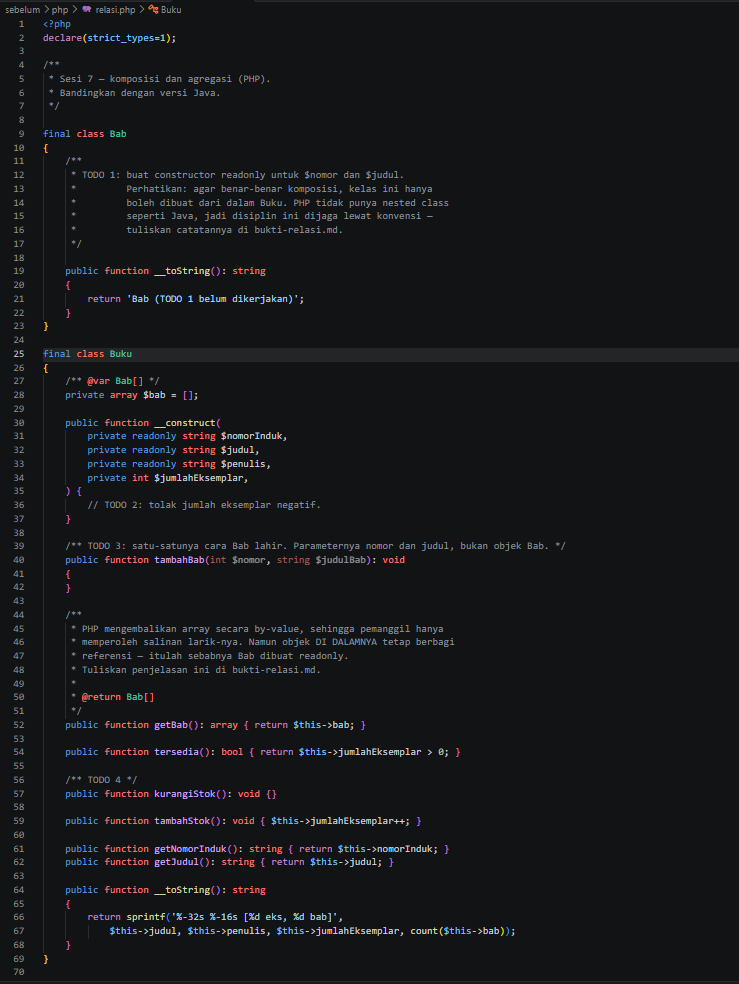 sebelum > php > relasi.php > Buku
1 <?php
2 declare(strict_types=1);
3
4 /**
5  * Sesi 7 — komposisi dan agregasi (PHP).
6  * Bandingkan dengan versi Java.
7  */
8
9 final class Bab
10 {
11     /**
12      * TODO 1: buat constructor readonly untuk $nomor dan $judul.
13      *         Perhatikan: agar benar-benar komposisi, kelas ini hanya
14      *         boleh dibuat dari dalam Buku. PHP tidak punya nested class
15      *         seperti Java, jadi disiplin ini dijaga lewat konvensi —
16      *         tuliskan catatannya di bukti-relasi.md.
17      */
18
19     public function __toString(): string
20     {
21         return 'Bab (TODO 1 belum dikerjakan)';
22     }
23 }
24
25 final class Buku
26 {
27     /** @var Bab[] */
28     private array $bab = [];
29
30     public function __construct(
31         private readonly string $nomorInduk,
32         private readonly string $judul,
33         private readonly string $penulis,
34         private int $jumlahEksemplar,
35     ) {
36         // TODO 2: tolak jumlah eksemplar negatif.
37     }
38
39     /** TODO 3: satu-satunya cara Bab lahir. Parameternya nomor dan judul, bukan objek Bab. */
40     public function tambahBab(int $nomor, string $judulBab): void
41     {
42     }
43
44     /**
45      * PHP mengembalikan array secara by-value, sehingga pemanggil hanya
46      * memperoleh salinan larik-nya. Namun objek DI DALAMNYA tetap berbagi
47      * referensi — itulah sebabnya Bab dibuat readonly.
48      * Tuliskan penjelasan ini di bukti-relasi.md.
49      *
50      * @return Bab[]
51      */
52     public function getBab(): array { return $this->bab; }
53
54     public function tersedia(): bool { return $this->jumlahEksemplar > 0; }
55
56     /** TODO 4 */
57     public function kurangiStok(): void {}
58
59     public function tambahStok(): void { $this->jumlahEksemplar++; }
60
61     public function getNomorInduk(): string { return $this->nomorInduk; }
62     public function getJudul(): string { return $this->judul; }
63
64     public function __toString(): string
65     {
66         return sprintf('%-32s %-16s [%d eks, %d bab]',
67             $this->judul, $this->penulis, $this->jumlahEksemplar, count($this->bab));
68     }
69 }
70